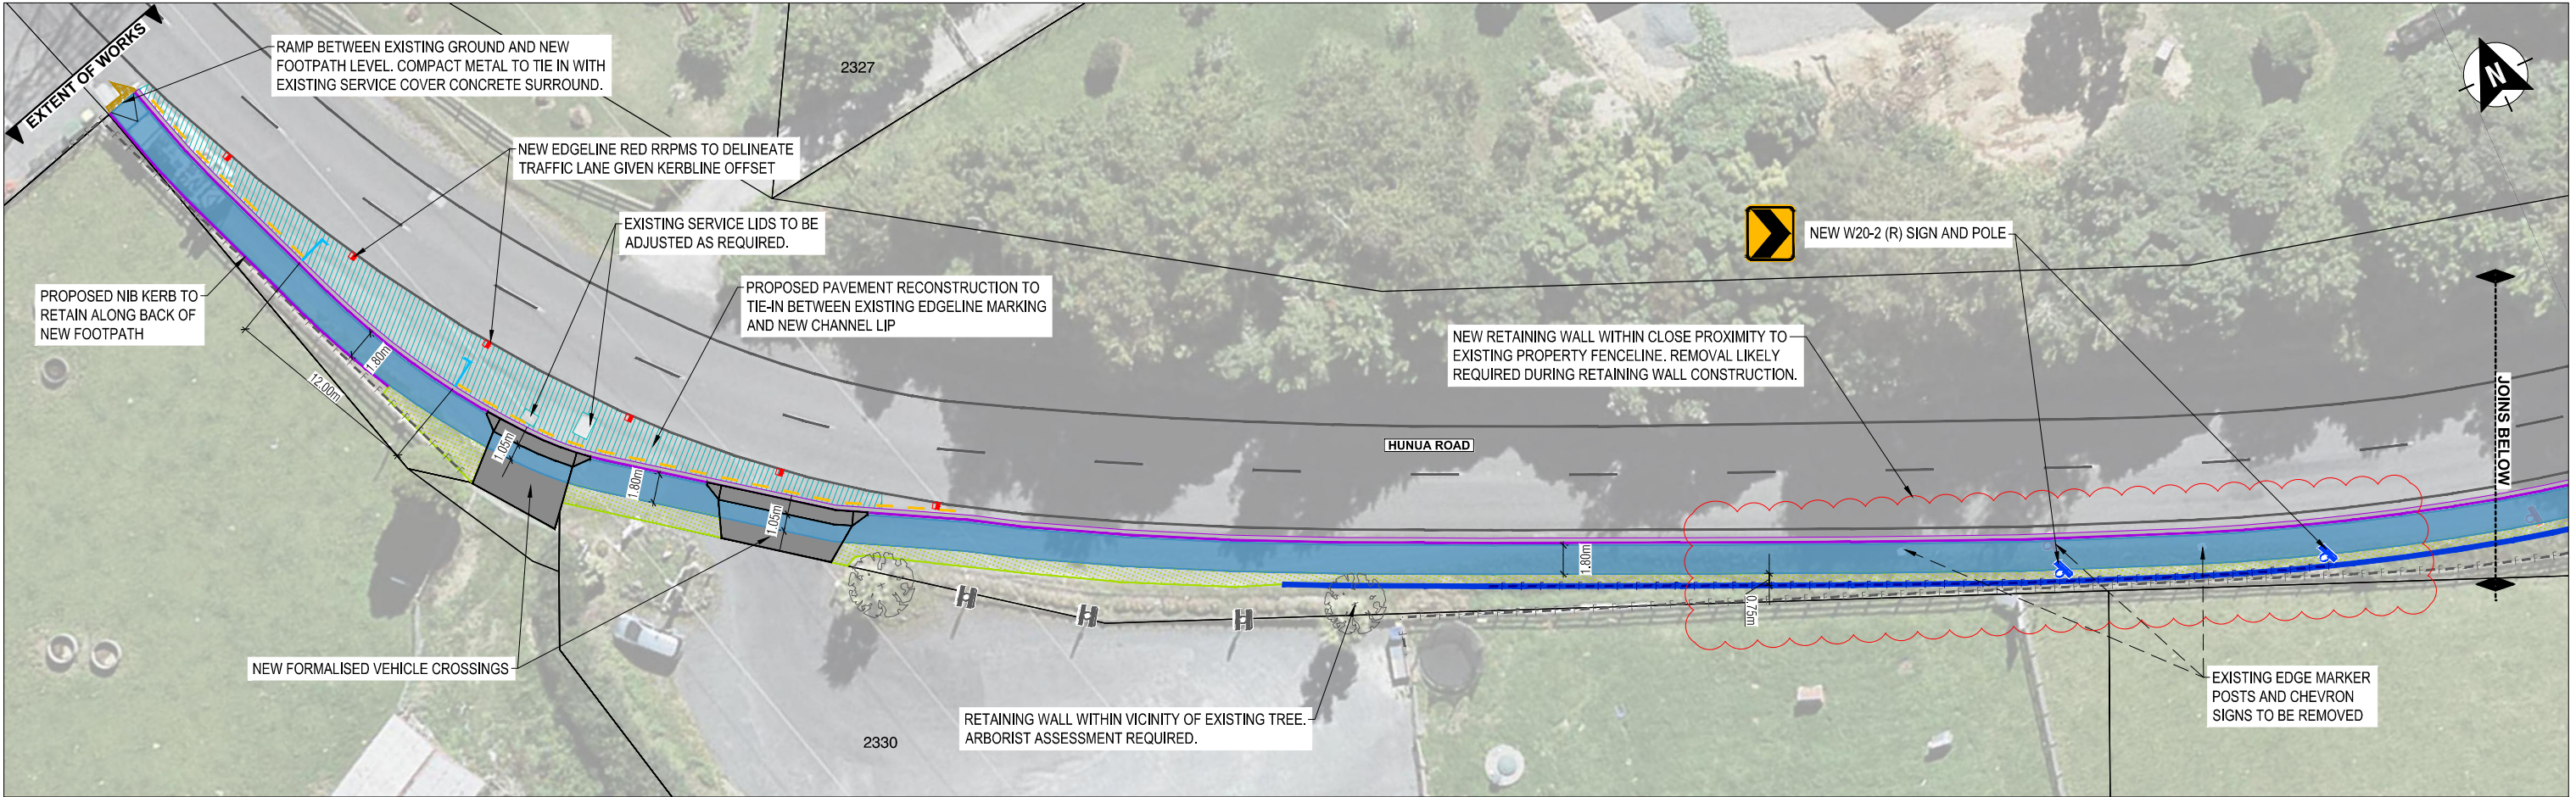 EXTENT OF WORKS
RAMP BETWEEN EXISTING GROUND AND NEW
FOOTPATH LEVEL. COMPACT METAL TO TIE IN WITH
EXISTING SERVICE COVER CONCRETE SURROUND.
2327
N
NEW EDGELINE RED RRPMS TO DELINEATE
TRAFFIC LANE GIVEN KERBLINE OFFSET
EXISTING SERVICE LIDS TO BE
ADJUSTED AS REQUIRED.
NEW W20-2 (R) SIGN AND POLE
PROPOSED NIB KERB TO
RETAIN ALONG BACK OF
NEW FOOTPATH
PROPOSED PAVEMENT RECONSTRUCTION TO
TIE-IN BETWEEN EXISTING EDGELINE MARKING
AND NEW CHANNEL LIP
NEW RETAINING WALL WITHIN CLOSE PROXIMITY TO
EXISTING PROPERTY FENCELINE. REMOVAL LIKELY
REQUIRED DURING RETAINING WALL CONSTRUCTION.
JOINS BELOW
1.80m
12.00m
1.05m
1.80m
1.05m
HUNUA ROAD
1.80m
0.75m
NEW FORMALISED VEHICLE CROSSINGS
RETAINING WALL WITHIN VICINITY OF EXISTING TREE.
ARBORIST ASSESSMENT REQUIRED.
2330
EXISTING EDGE MARKER
POSTS AND CHEVRON
SIGNS TO BE REMOVED